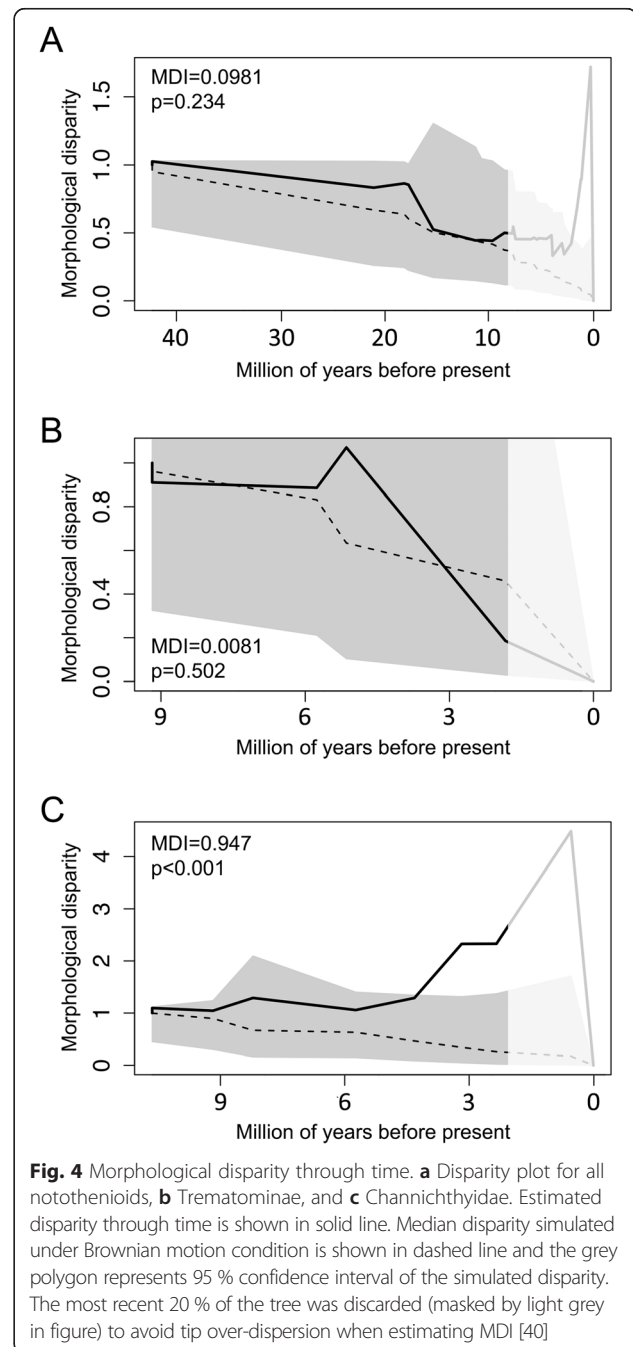 A
MDI=0.0981
p=0.234
Morphological disparity
0.0 0.5 1.0 1.5
40 30 20 10 0
Million of years before present
B
Morphological disparity
0.0 0.4 0.8
MDI=0.0081
p=0.502
9 6 3 0
Million of years before present
C
MDI=0.947
p<0.001
Morphological disparity
0 1 2 3 4
9 6 3 0
Million of years before present
Fig. 4 Morphological disparity through time. a Disparity plot for all
notothenioids, b Trematominae, and c Channichthyidae. Estimated
disparity through time is shown in solid line. Median disparity simulated
under Brownian motion condition is shown in dashed line and the grey
polygon represents 95 % confidence interval of the simulated disparity.
The most recent 20 % of the tree was discarded (masked by light grey
in figure) to avoid tip over-dispersion when estimating MDI [40]